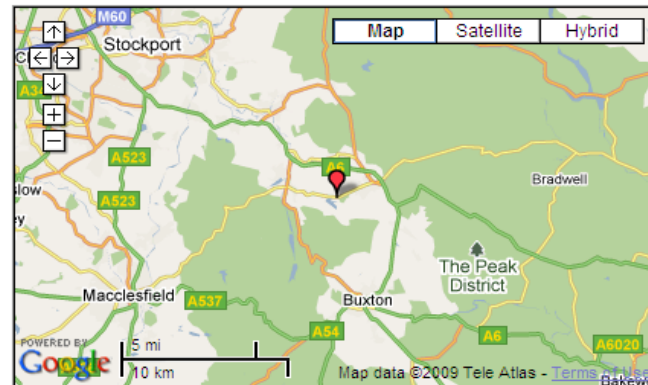 M60
Stockport
Map
Satellite
Hybrid
A34
A523
A6
Bradwell
A523
The Peak
District
Macclesfield
A537
Buxton
A54
A6
A6020
POWERED BY
Google
5 mi
10 km
Map data ©2009 Tele Atlas - Terms of Use